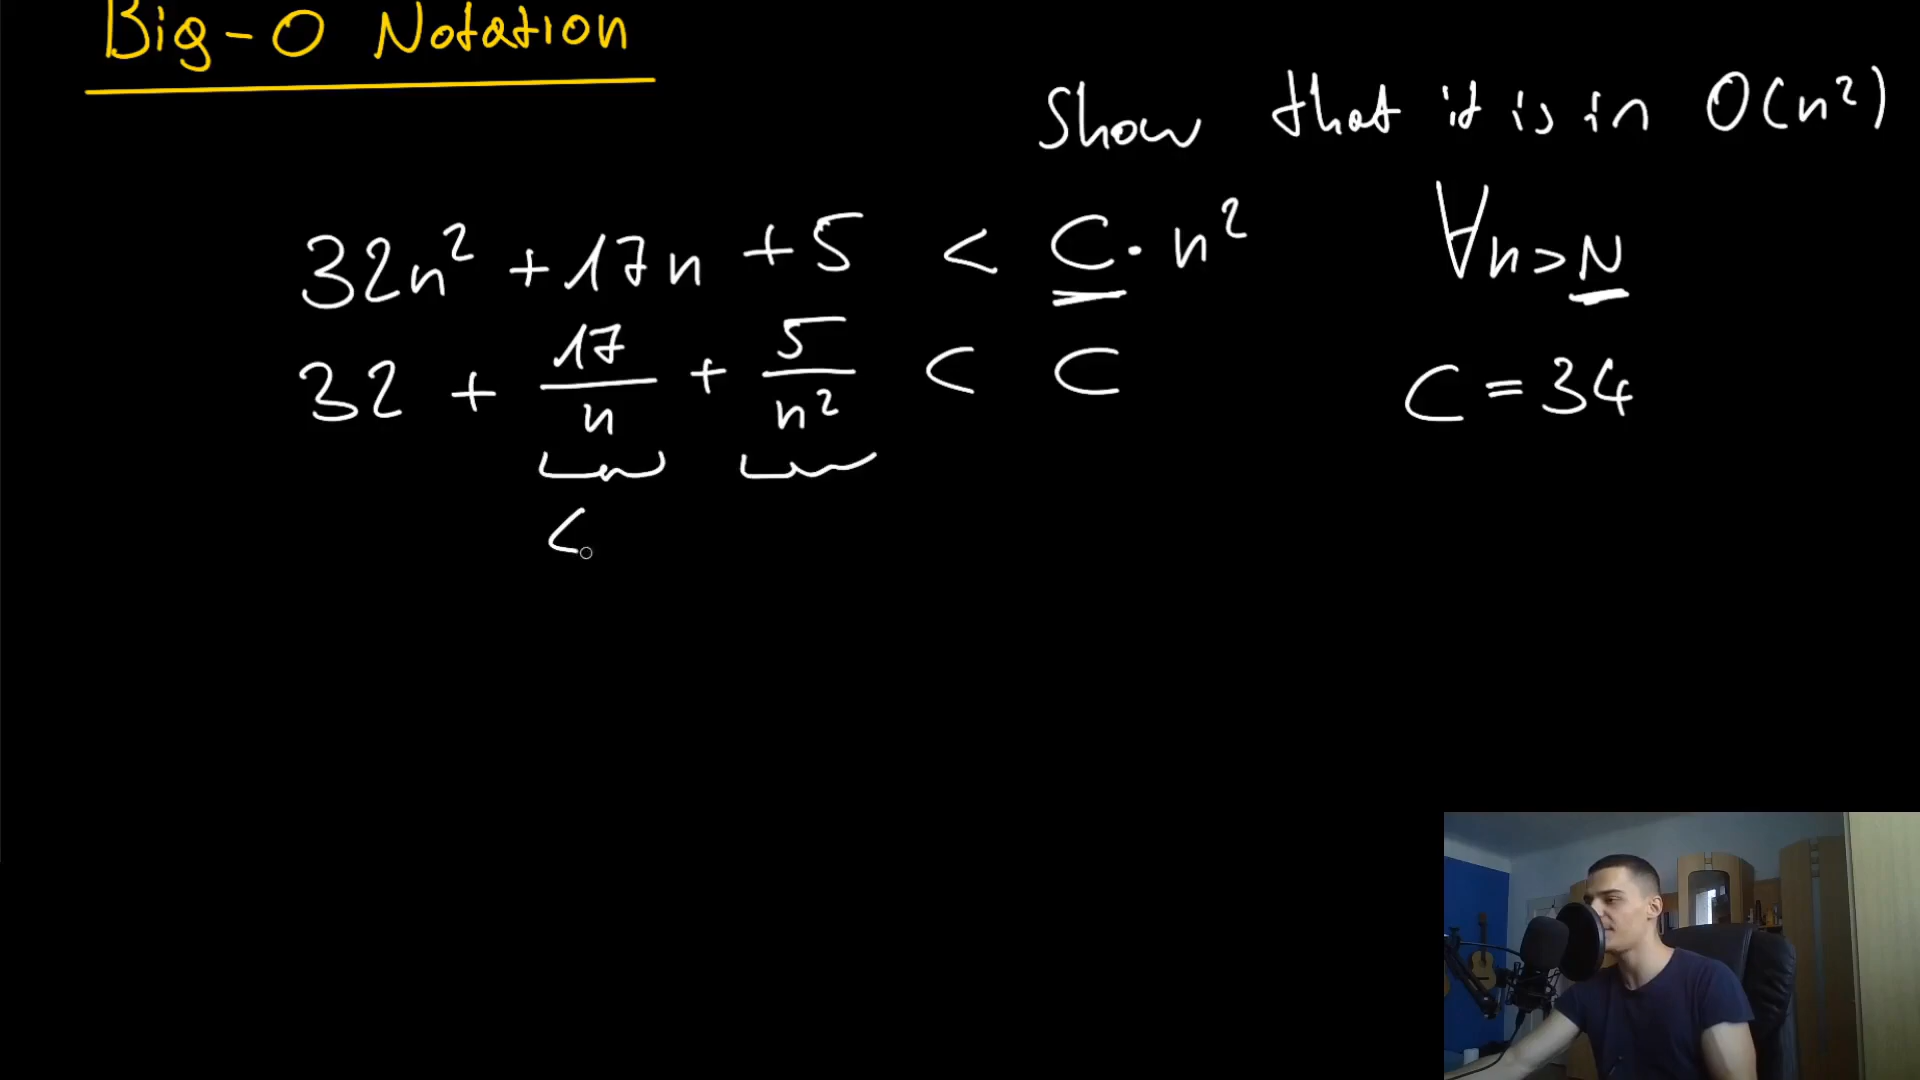 Big-O Notation
Show that it is in O(n²)
32n² + 17n + 5 < C · n² ∀n > N
32 + 17/n + 5/n² < C C = 34
<